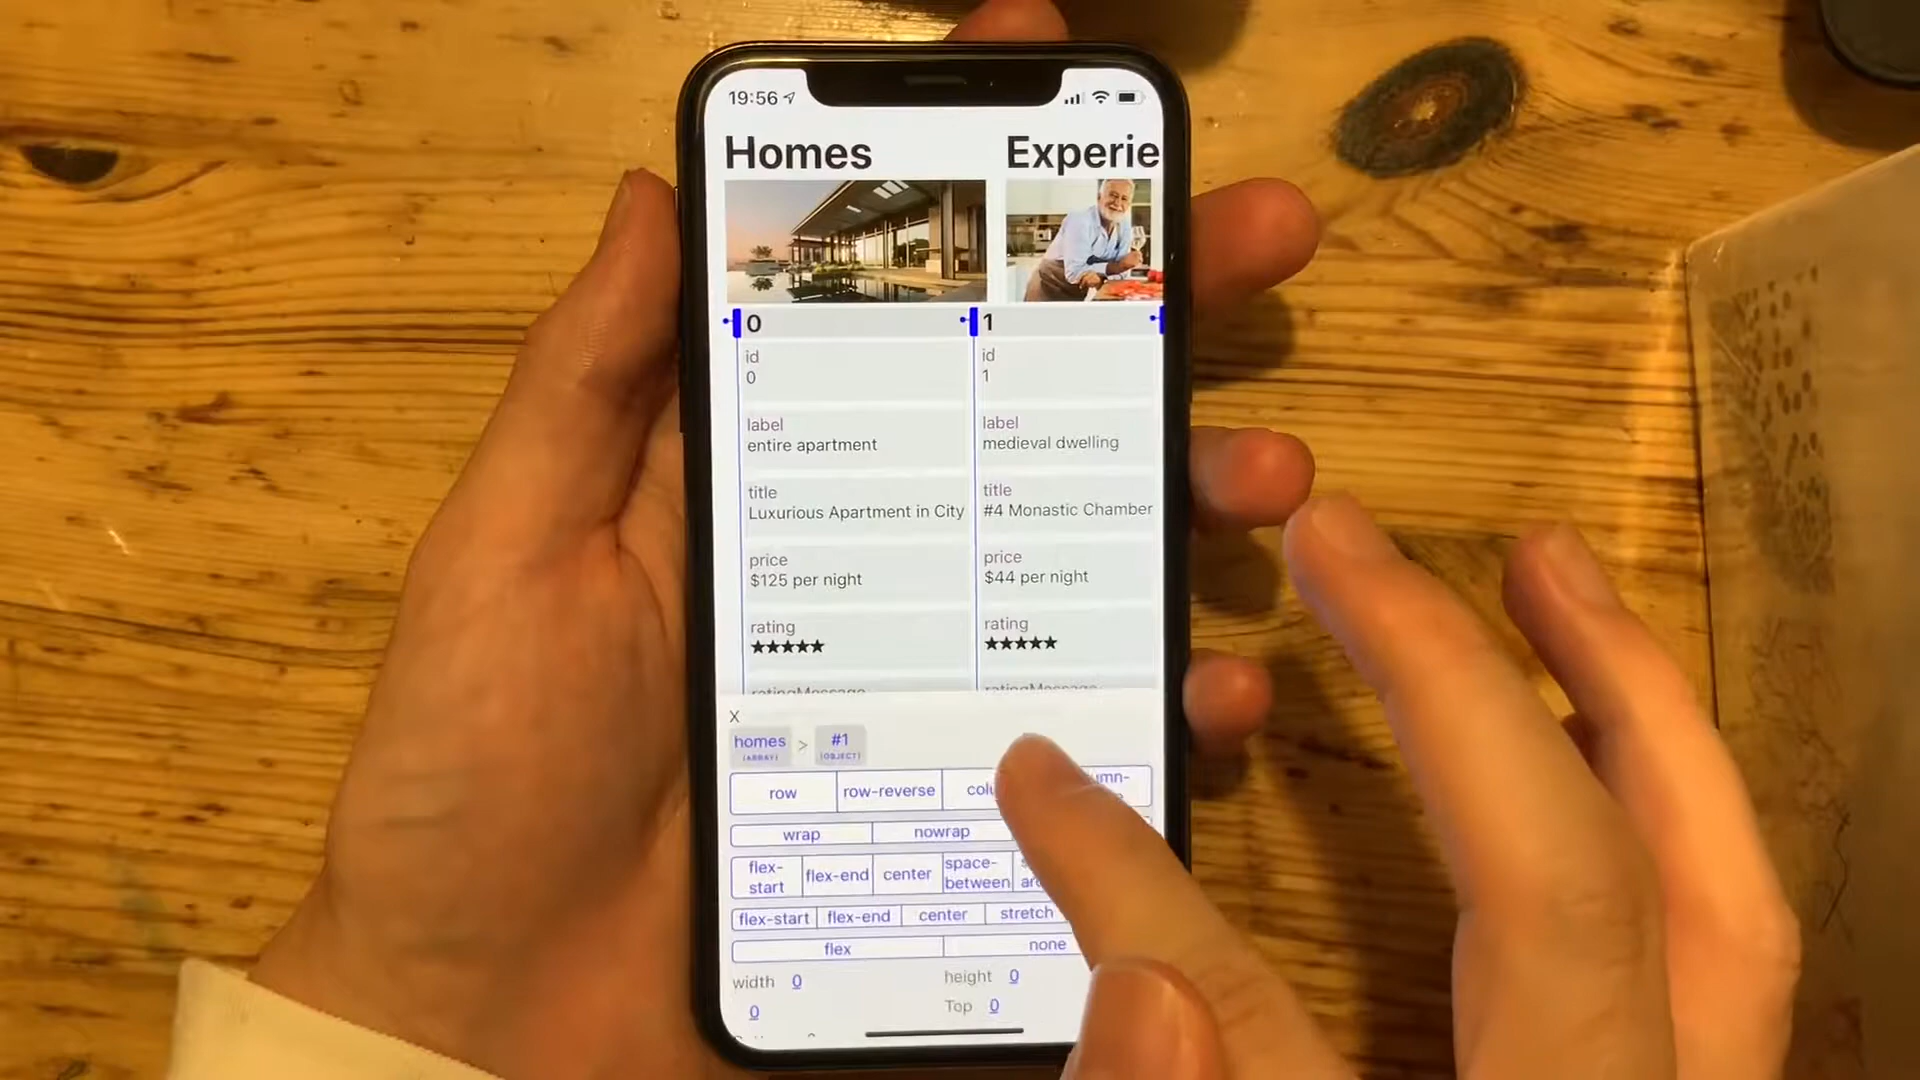 19:56
Homes Experie
0 1
id id
0 1
label label
entire apartment medieval dwelling
title title
Luxurious Apartment in City #4 Monastic Chamber
price price
$125 per night $44 per night
rating rating
★★★★★ ★★★★★
ratingMessage ratingMessage
X
homes > #1
(ARRAY) (OBJECT)
row row-reverse colu umn-
wrap nowrap
flex-start flex-end center space-between
flex-start flex-end center stretch
flex none
width 0 height 0
0 Top 0